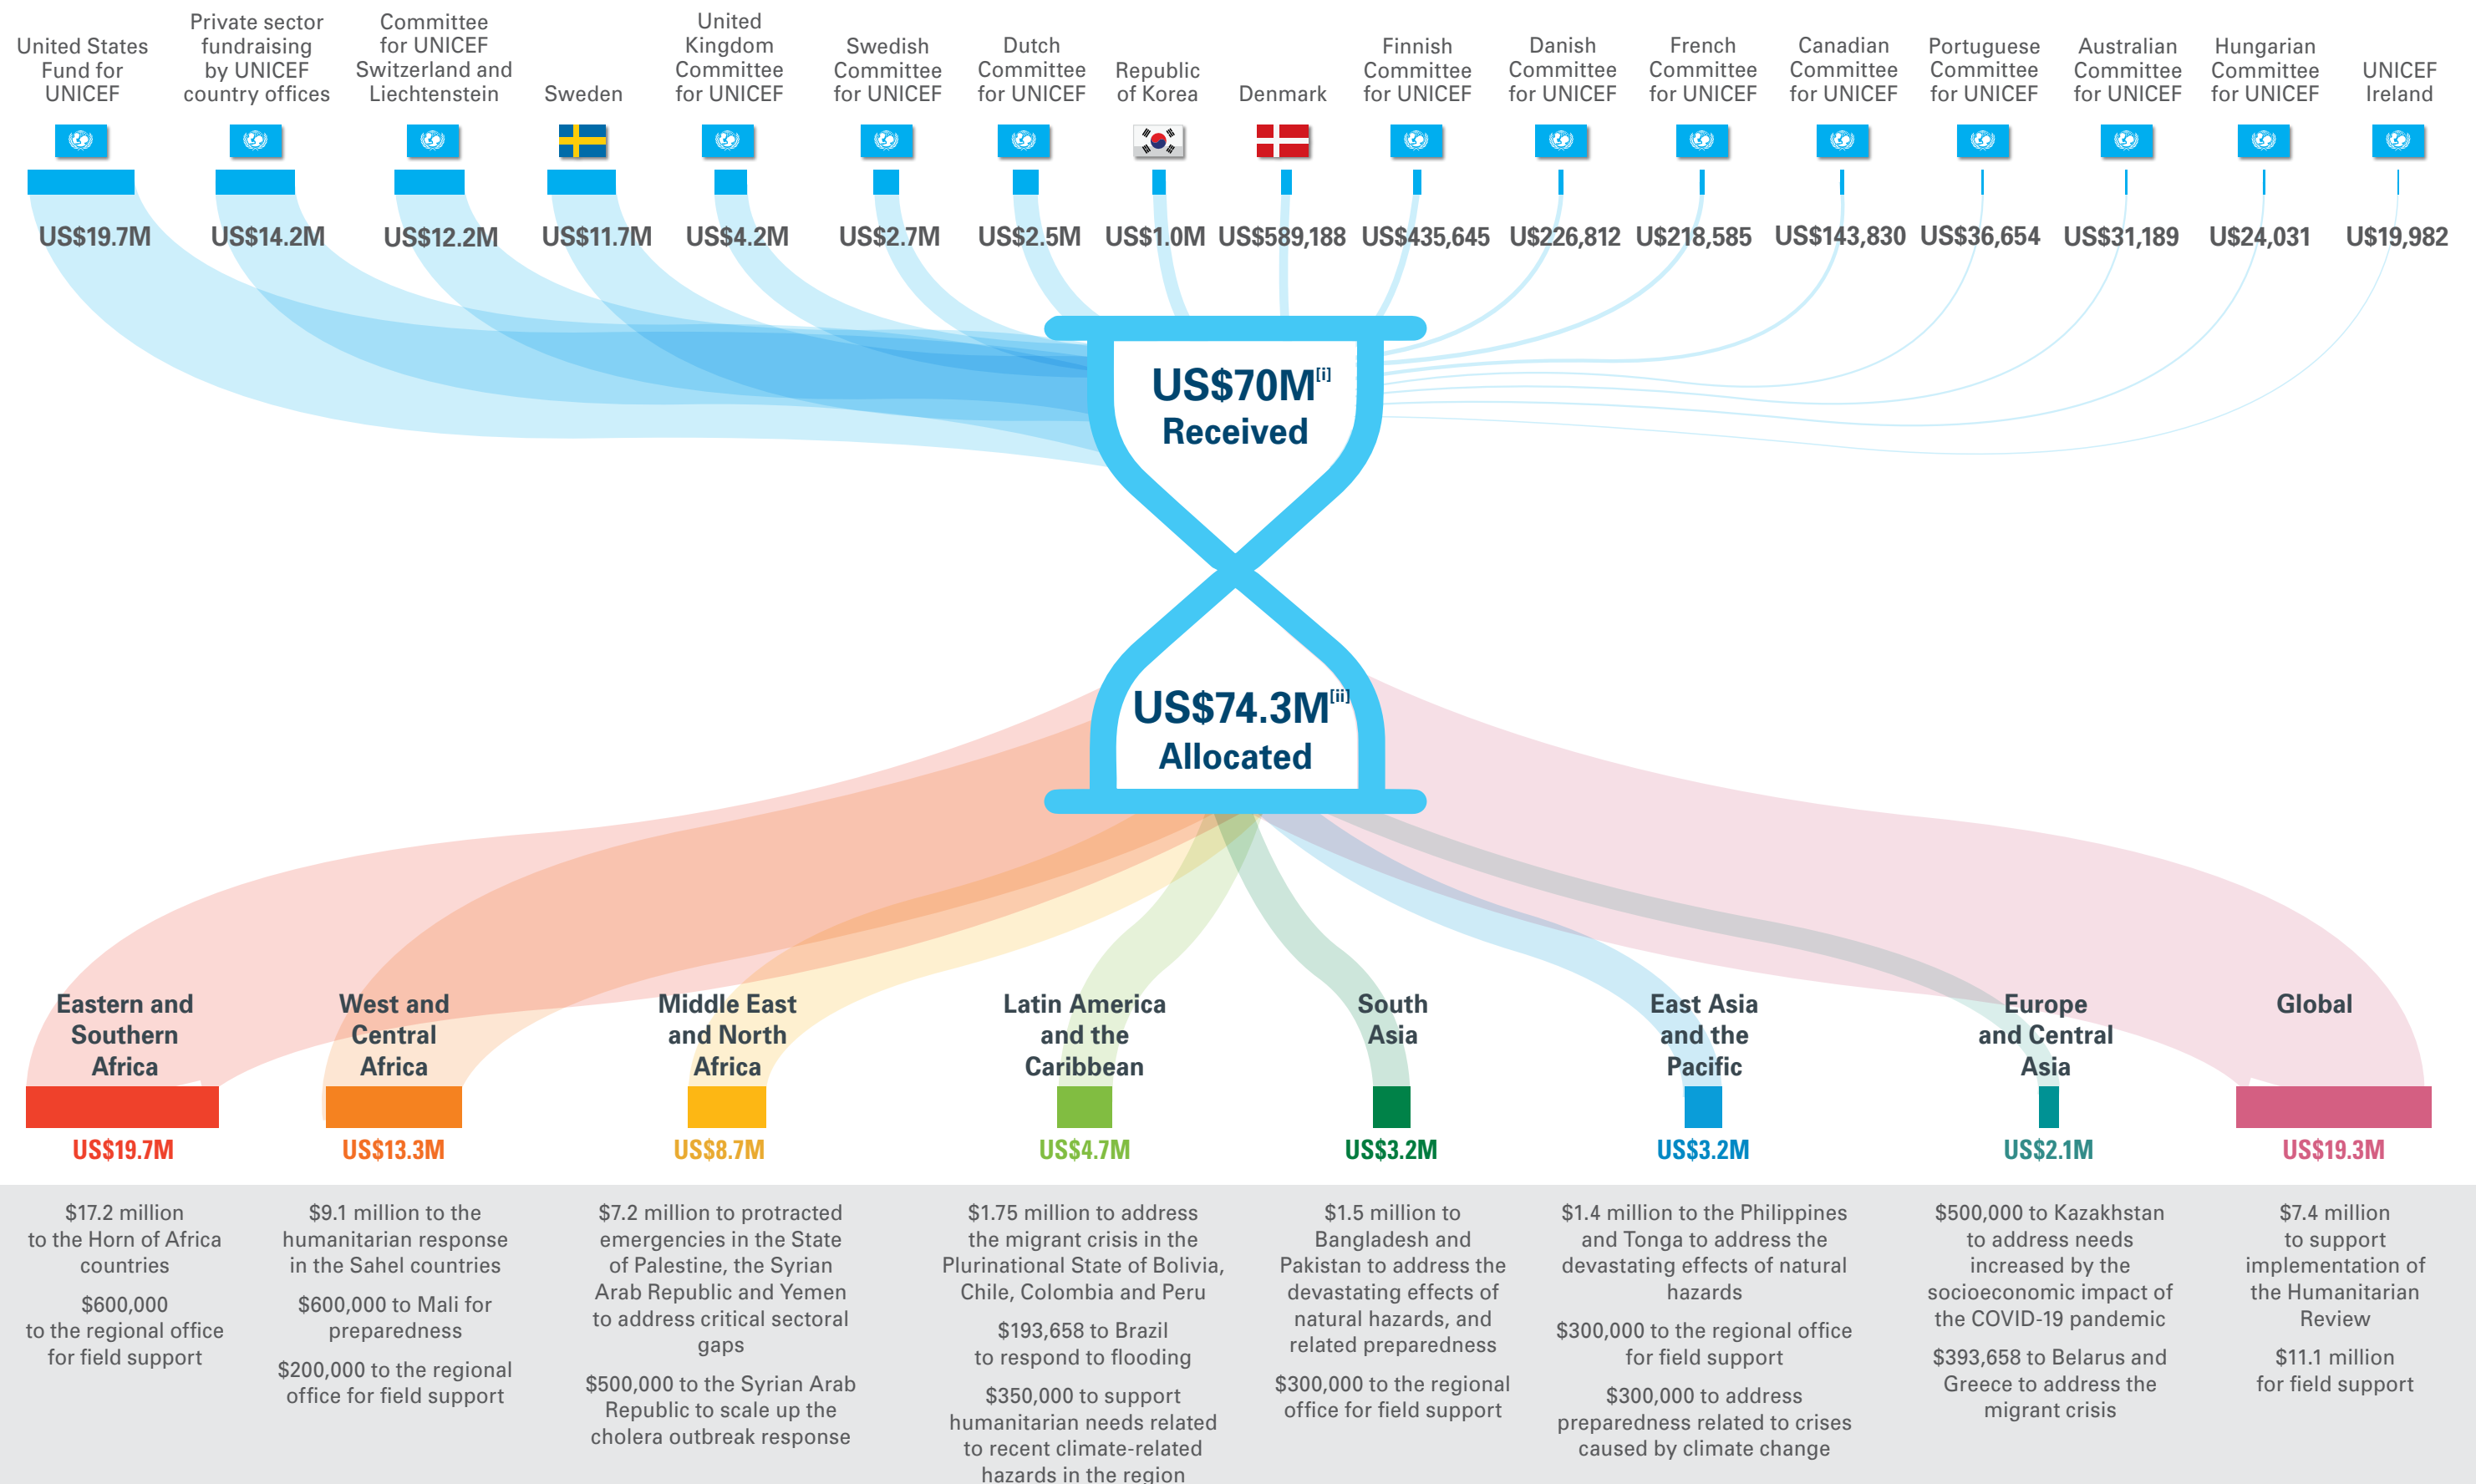 United States
Fund for
UNICEF
US$19.7M
Private sector
fundraising
by UNICEF
country offices
US$14.2M
Committee
for UNICEF
Switzerland and
Liechtenstein
US$12.2M
Sweden
US$11.7M
United
Kingdom
Committee
for UNICEF
US$4.2M
Swedish
Committee
for UNICEF
US$2.7M
Dutch
Committee
for UNICEF
US$2.5M
Republic
of Korea
US$1.0M
Denmark
US$589,188
Finnish
Committee
for UNICEF
US$435,645
Danish
Committee
for UNICEF
U$226,812
French
Committee
for UNICEF
U$218,585
Canadian
Committee
for UNICEF
US$143,830
Portuguese
Committee
for UNICEF
US$36,654
Australian
Committee
for UNICEF
US$31,189
Hungarian
Committee
for UNICEF
U$24,031
UNICEF
Ireland
U$19,982
US$70M[i]
Received
US$74.3M[ii]
Allocated
Eastern and
Southern
Africa
US$19.7M
$17.2 million
to the Horn of Africa
countries
$600,000
to the regional office
for field support
West and
Central
Africa
US$13.3M
$9.1 million to the
humanitarian response
in the Sahel countries
$600,000 to Mali for
preparedness
$200,000 to the regional
office for field support
Middle East
and North
Africa
US$8.7M
$7.2 million to protracted
emergencies in the State
of Palestine, the Syrian
Arab Republic and Yemen
to address critical sectoral
gaps
$500,000 to the Syrian Arab
Republic to scale up the
cholera outbreak response
Latin America
and the
Caribbean
US$4.7M
$1.75 million to address
the migrant crisis in the
Plurinational State of Bolivia,
Chile, Colombia and Peru
$193,658 to Brazil
to respond to flooding
$350,000 to support
humanitarian needs related
to recent climate-related
hazards in the region
South
Asia
US$3.2M
$1.5 million to
Bangladesh and
Pakistan to address the
devastating effects of
natural hazards, and
related preparedness
$300,000 to the regional
office for field support
East Asia
and the
Pacific
US$3.2M
$1.4 million to the Philippines
and Tonga to address the
devastating effects of natural
hazards
$300,000 to the regional office
for field support
$300,000 to address
preparedness related to crises
caused by climate change
Europe
and Central
Asia
US$2.1M
$500,000 to Kazakhstan
to address needs
increased by the
socioeconomic impact of
the COVID-19 pandemic
$393,658 to Belarus and
Greece to address the
migrant crisis
Global
US$19.3M
$7.4 million
to support
implementation of
the Humanitarian
Review
$11.1 million
for field support